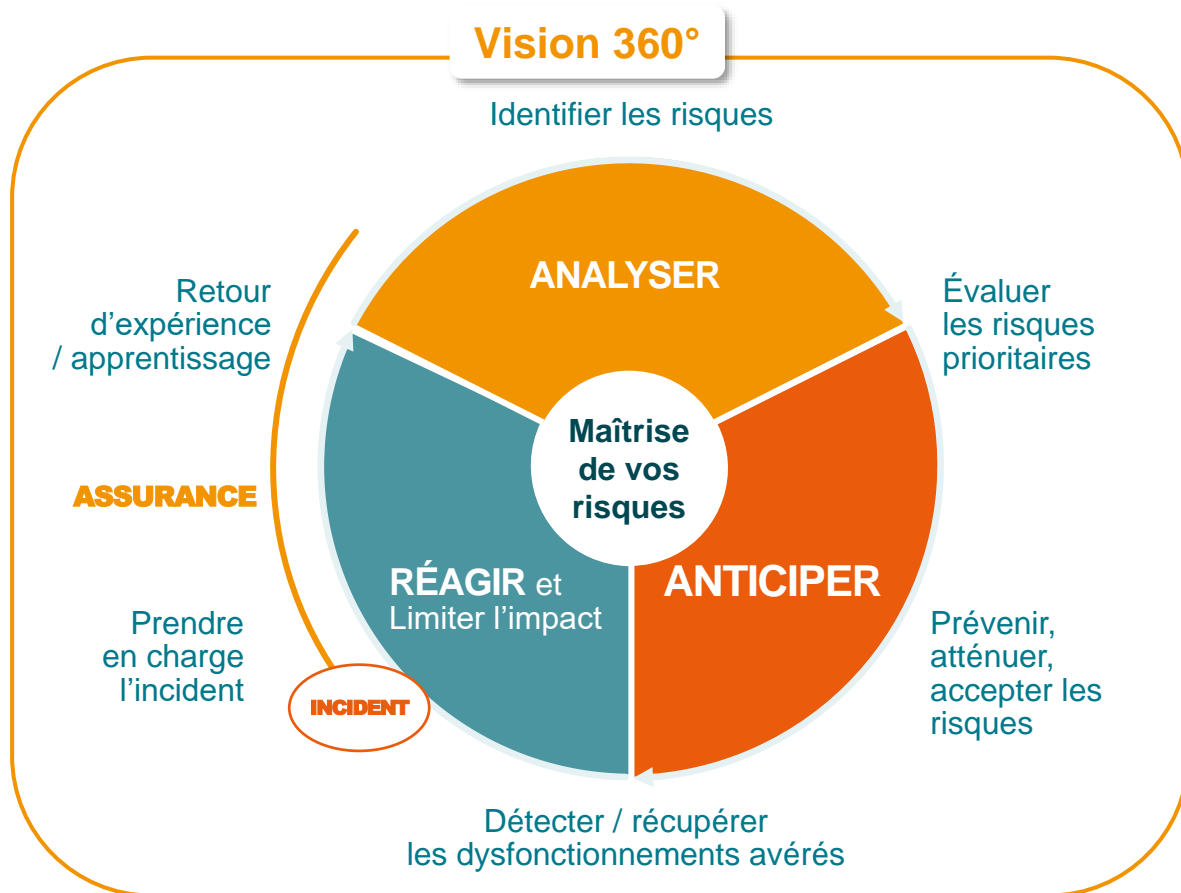 Vision 360°
Identifier les risques
ANALYSER
Évaluer
les risques
prioritaires
Retour
d’expérience
/ apprentissage
Maîtrise
de vos
risques
ASSURANCE
RÉAGIR et
Limiter l’impact
ANTICIPER
Prendre
en charge
l’incident
INCIDENT
Prévenir,
atténuer,
accepter les
risques
Détecter / récupérer
les dysfonctionnements avérés